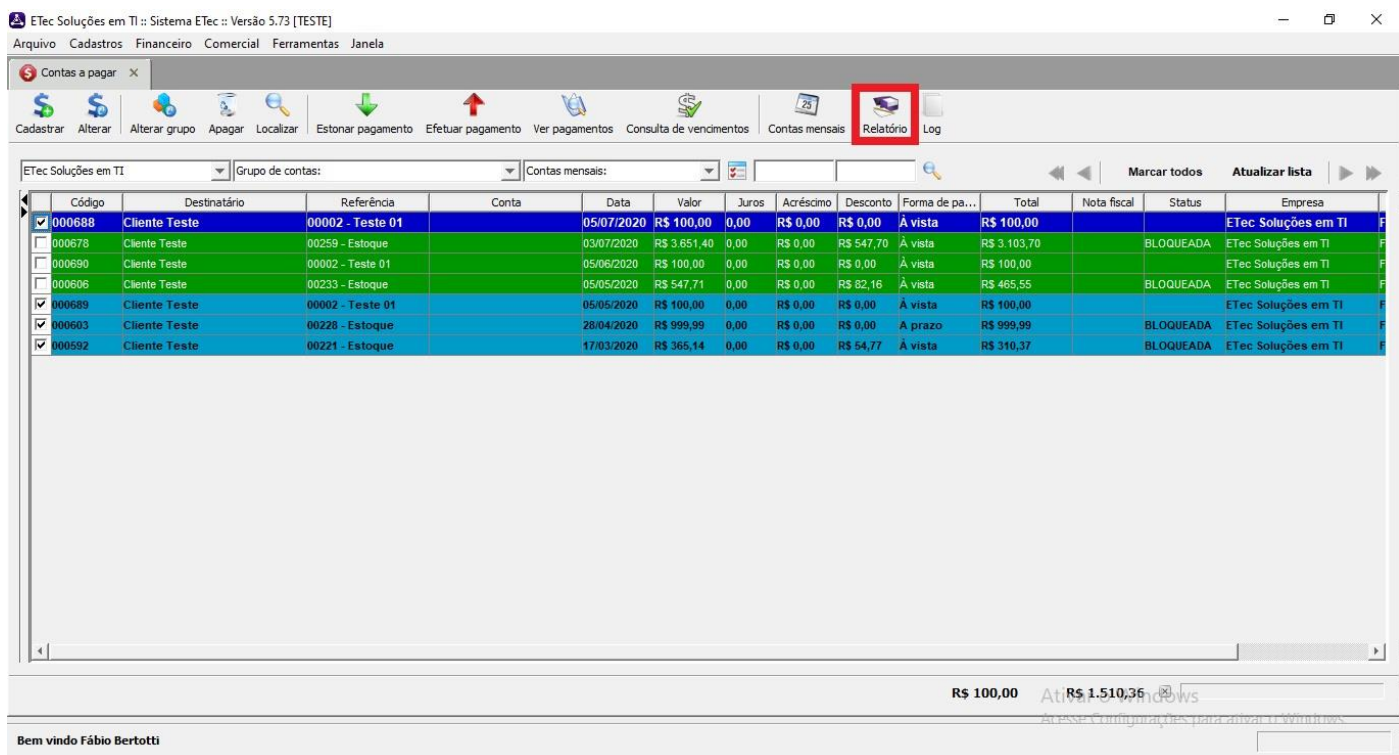 ETec Soluções em TI :: Sistema ETec :: Versão 5.73 [TESTE]
Arquivo Cadastros Financeiro Comercial Ferramentas Janela
Contas a pagar
Cadastrar Alterar Alterar grupo Apagar Localizar Estonar pagamento Efetuar pagamento Ver pagamentos Consulta de vencimentos Contas mensais Relatório Log
ETec Soluções em TI Grupo de contas: Contas mensais: Marcar todos Atualizar lista
Código Destinatário Referência Conta Data Valor Juros Acréscimo Desconto Forma de pa... Total Nota fiscal Status Empresa
000688 Cliente Teste 00002 - Teste 01 05/07/2020 R$ 100,00 0,00 R$ 0,00 R$ 0,00 À vista R$ 100,00 ETec Soluções em TI F
000678 Cliente Teste 00259 - Estoque 03/07/2020 R$ 3.651,40 0,00 R$ 0,00 R$ 547,70 À vista R$ 3.103,70 BLOQUEADA ETec Soluções em TI F
000690 Cliente Teste 00002 - Teste 01 05/06/2020 R$ 100,00 0,00 R$ 0,00 R$ 0,00 À vista R$ 100,00 ETec Soluções em TI F
000606 Cliente Teste 00233 - Estoque 05/05/2020 R$ 547,71 0,00 R$ 0,00 R$ 82,16 À vista R$ 465,55 BLOQUEADA ETec Soluções em TI F
000689 Cliente Teste 00002 - Teste 01 05/05/2020 R$ 100,00 0,00 R$ 0,00 R$ 0,00 À vista R$ 100,00 ETec Soluções em TI F
000603 Cliente Teste 00228 - Estoque 28/04/2020 R$ 999,99 0,00 R$ 0,00 R$ 0,00 A prazo R$ 999,99 BLOQUEADA ETec Soluções em TI F
000592 Cliente Teste 00221 - Estoque 17/03/2020 R$ 365,14 0,00 R$ 0,00 R$ 54,77 À vista R$ 310,37 BLOQUEADA ETec Soluções em TI F
R$ 100,00 R$ 1.510,36
Ativar o Windows
Acesse Configurações para ativar o Windows.
Bem vindo Fábio Bertotti